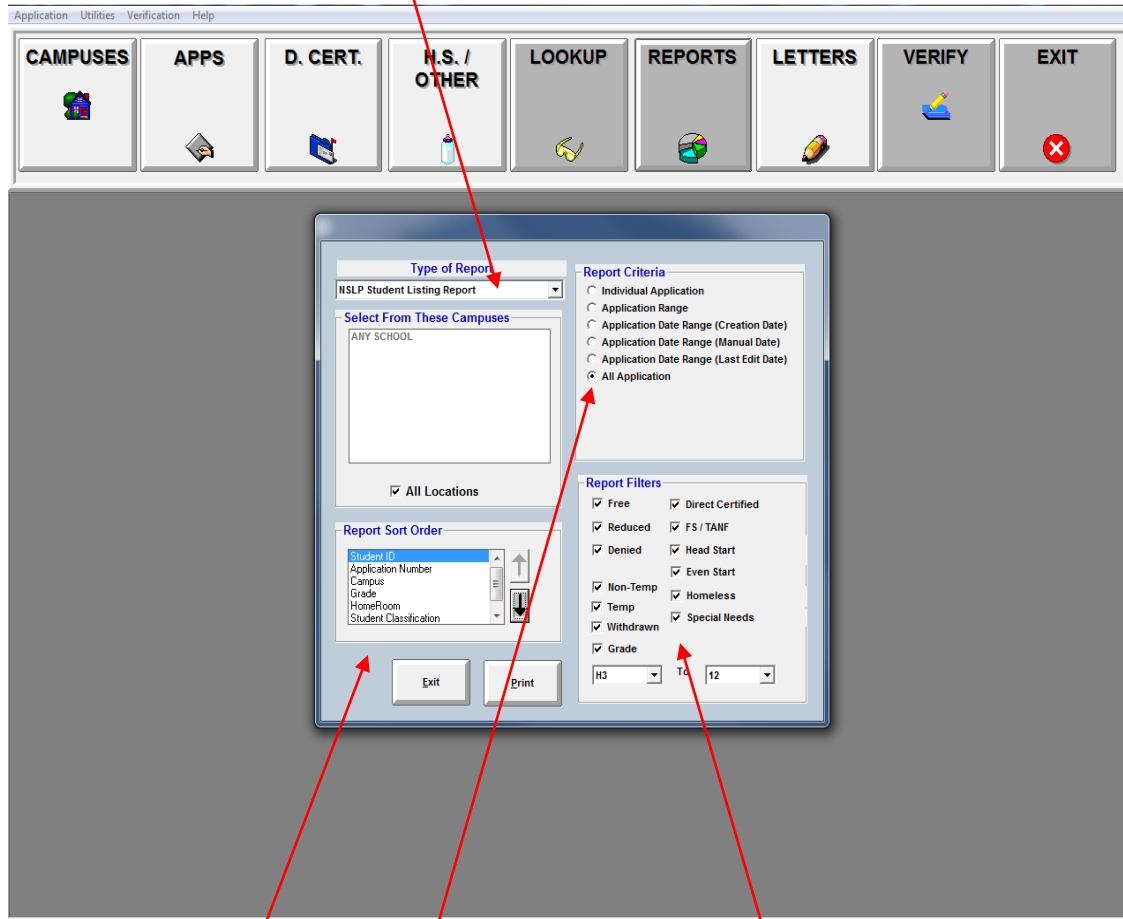 Application Utilities Verification Help
CAMPUSES
APPS
D. CERT.
H.S. /
OTHER
LOOKUP
REPORTS
LETTERS
VERIFY
EXIT
Type of Report
NSLP Student Listing Report
Select From These Campuses
ANY SCHOOL
All Locations
Report Sort Order
Student ID
Application Number
Campus
Grade
HomeRoom
Student Classification
Exit
Print
Report Criteria
Individual Application
Application Range
Application Date Range (Creation Date)
Application Date Range (Manual Date)
Application Date Range (Last Edit Date)
All Application
Report Filters
Free
Direct Certified
Reduced
FS / TANF
Denied
Head Start
Even Start
Non-Temp
Homeless
Temp
Special Needs
Withdrawn
Grade
H3
To
12